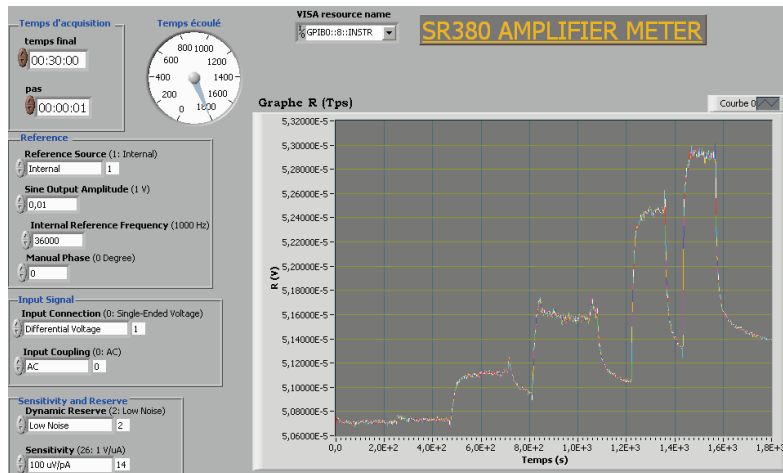 Temps d'acquisition
temps final
00:30:00
pas
00:00:01
Temps écoulé
0 200 400 600 800 1000 1200 1400 1600 1800
VISA resource name
GPIB0::8::INSTR
SR380 AMPLIFIER METER
Reference
Reference Source (1: Internal)
Internal 1
Sine Output Amplitude (1 V)
0,01
Internal Reference Frequency (1000 Hz)
36000
Manual Phase (0 Degree)
0
Input Signal
Input Connection (0: Single-Ended Voltage)
Differential Voltage 1
Input Coupling (0: AC)
AC 0
Sensitivity and Reserve
Dynamic Reserve (2: Low Noise)
Low Noise 2
Sensitivity (26: 1 V/uA)
100 uV/pA 14
Graphe R (Tps)
Courbe 0
R (V)
5,32000E-5
5,30000E-5
5,28000E-5
5,26000E-5
5,24000E-5
5,22000E-5
5,20000E-5
5,18000E-5
5,16000E-5
5,14000E-5
5,12000E-5
5,10000E-5
5,08000E-5
5,06000E-5
0,0 2,0E+2 4,0E+2 6,0E+2 8,0E+2 1,0E+3 1,2E+3 1,4E+3 1,6E+3 1,8E+3
Temps (s)